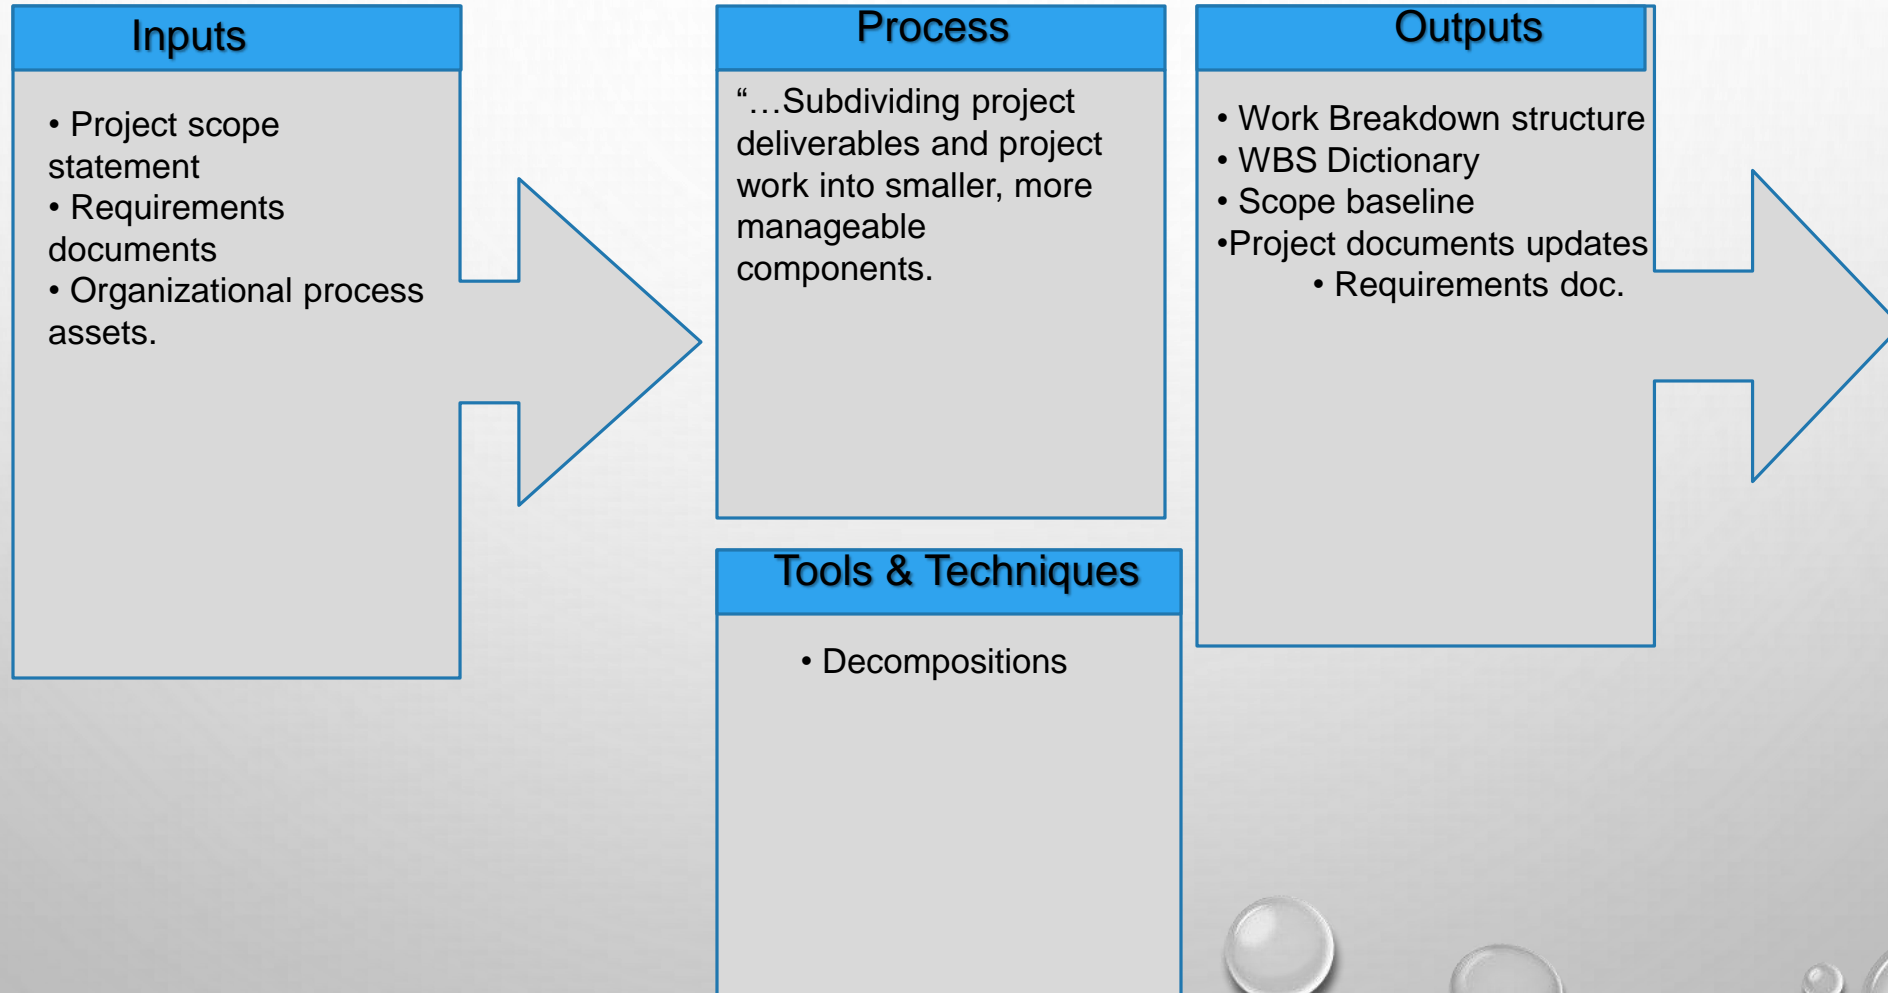 Inputs
• Project scope
statement
• Requirements
documents
• Organizational process
assets.
Process
“…Subdividing project
deliverables and project
work into smaller, more
manageable
components.
Tools & Techniques
• Decompositions
Outputs
• Work Breakdown structure
• WBS Dictionary
• Scope baseline
•Project documents updates
• Requirements doc.